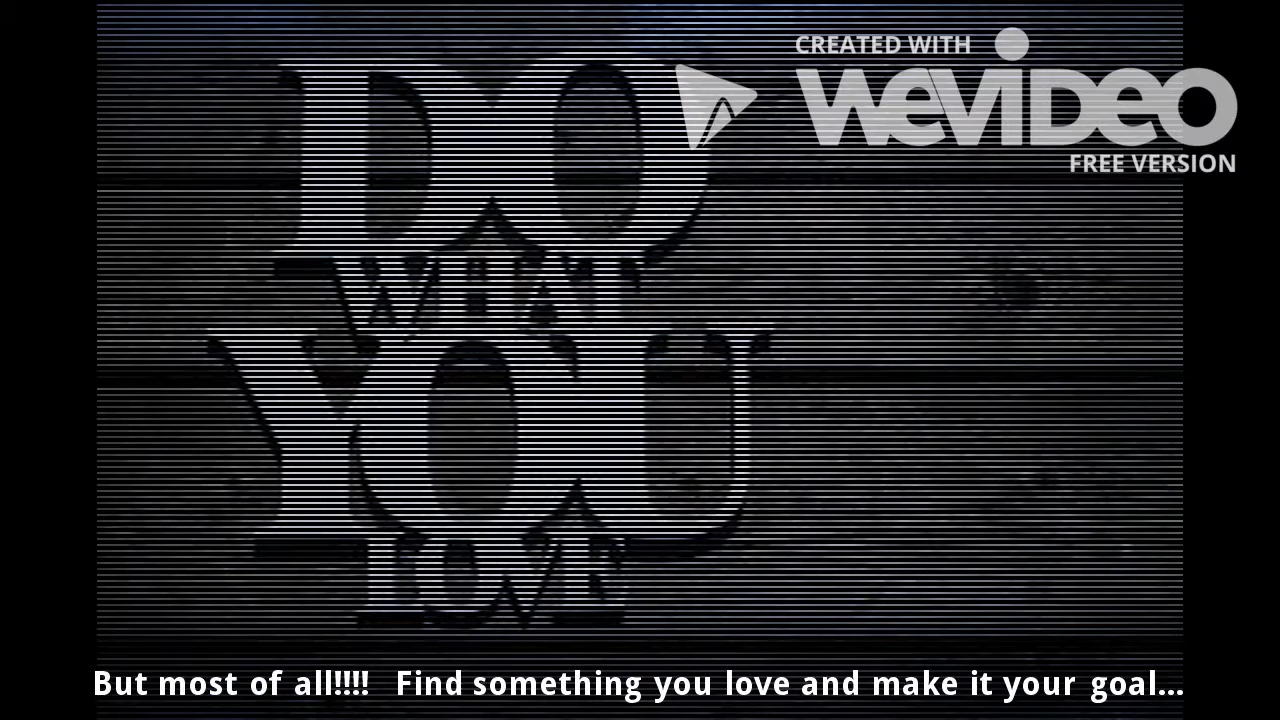 CREATED WITH
WEVIDEO
FREE VERSION
DO
WHAT
YOU
LOVE
But most of all!!!! Find something you love and make it your goal...